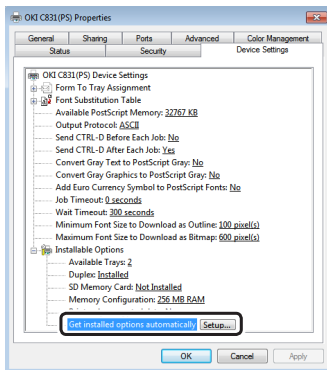 OKI C831(PS) Properties
General Sharing Ports Advanced Color Management
Status Security Device Settings
OKI C831(PS) Device Settings
Form To Tray Assignment
Font Substitution Table
Available PostScript Memory: 32767 KB
Output Protocol: ASCII
Send CTRL-D Before Each Job: No
Send CTRL-D After Each Job: Yes
Convert Gray Text to PostScript Gray: No
Convert Gray Graphics to PostScript Gray: No
Add Euro Currency Symbol to PostScript Fonts: No
Job Timeout: 0 seconds
Wait Timeout: 300 seconds
Minimum Font Size to Download as Outline: 100 pixel(s)
Maximum Font Size to Download as Bitmap: 600 pixel(s)
Installable Options
Available Trays: 2
Duplex: Installed
SD Memory Card: Not Installed
Memory Configuration: 256 MB RAM
Get installed options automatically Setup...
OK Cancel Apply